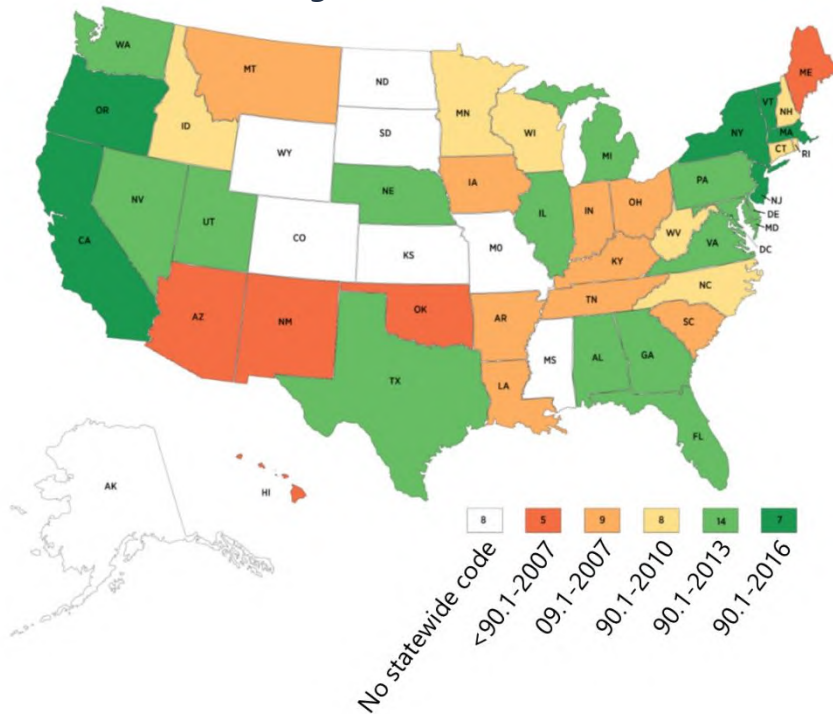 WA
MT
ND
ME
OR
ID
MN
VT
NH
SD
WI
NY
MA
WY
MI
CT
RI
NV
NE
IA
PA
NJ
UT
IL
IN
OH
DE
CA
CO
WV
MD
KS
MO
VA
DC
KY
NC
TN
AZ
NM
OK
AR
SC
MS
AL
GA
TX
LA
FL
AK
HI
8
5
9
8
14
7
No statewide code
<90.1-2007
09.1-2007
90.1-2010
90.1-2013
90.1-2016